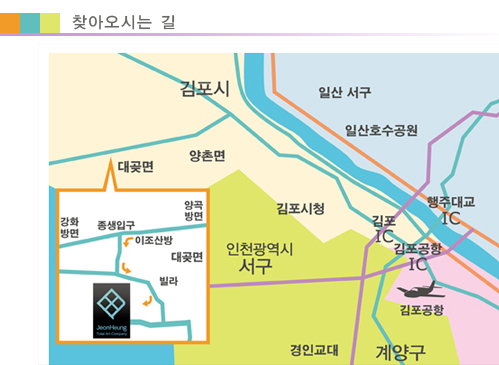 찾아오시는 길
김포시
일산 서구
일산호수공원
대곶면
양촌면
양곡
방면
강화
방면
종생입구
이조산방
대곶면
빌라
JeonHeung
Total Art Company
김포시청
행주대교
IC
김포
IC
김포공항
IC
인천광역시
서구
김포공항
경인교대
계양구